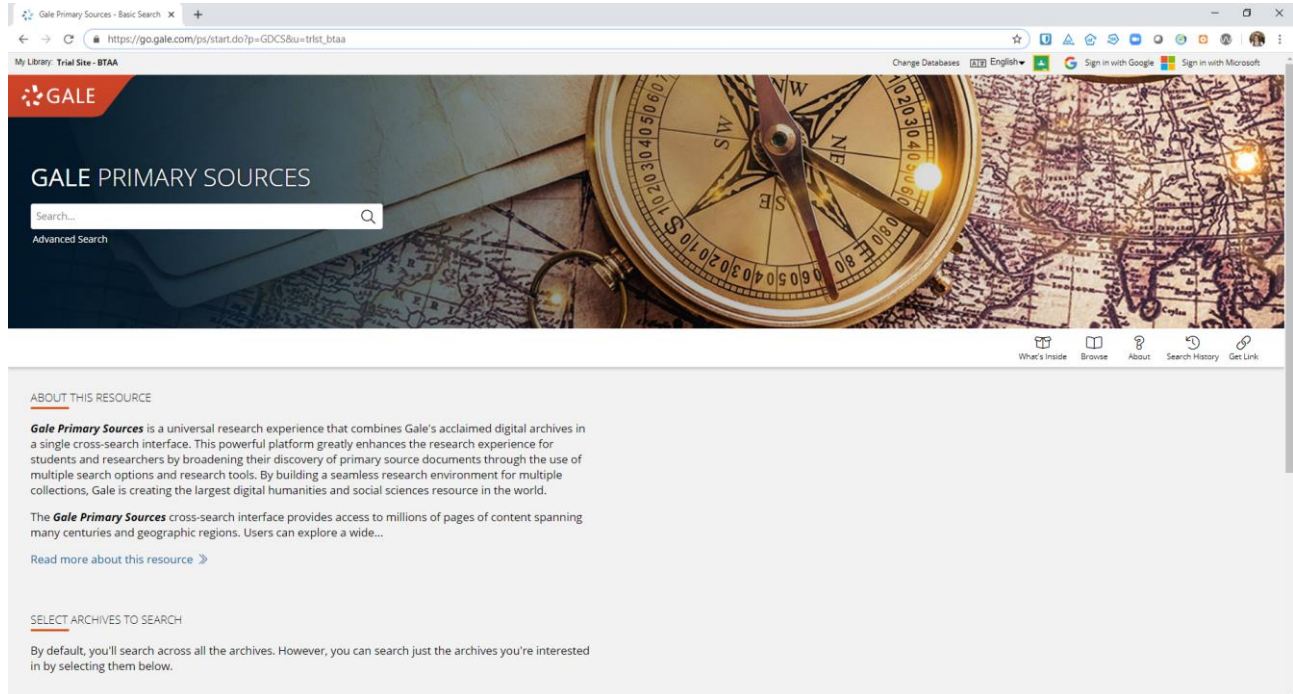 Gale Primary Sources - Basic Search
https://go.gale.com/ps/start.do?p=GDCS&u=trlst_btaa
My Library: Trial Site - BTAA
Change Databases English Sign in with Google Sign in with Microsoft
GALE
GALE PRIMARY SOURCES
Search...
Advanced Search
NW
SW
NE
SE
S
E
What's Inside Browse About Search History Get Link
ABOUT THIS RESOURCE
Gale Primary Sources is a universal research experience that combines Gale's acclaimed digital archives in
a single cross-search interface. This powerful platform greatly enhances the research experience for
students and researchers by broadening their discovery of primary source documents through the use of
multiple search options and research tools. By building a seamless research environment for multiple
collections, Gale is creating the largest digital humanities and social sciences resource in the world.
The Gale Primary Sources cross-search interface provides access to millions of pages of content spanning
many centuries and geographic regions. Users can explore a wide...
Read more about this resource
SELECT ARCHIVES TO SEARCH
By default, you'll search across all the archives. However, you can search just the archives you're interested
in by selecting them below.